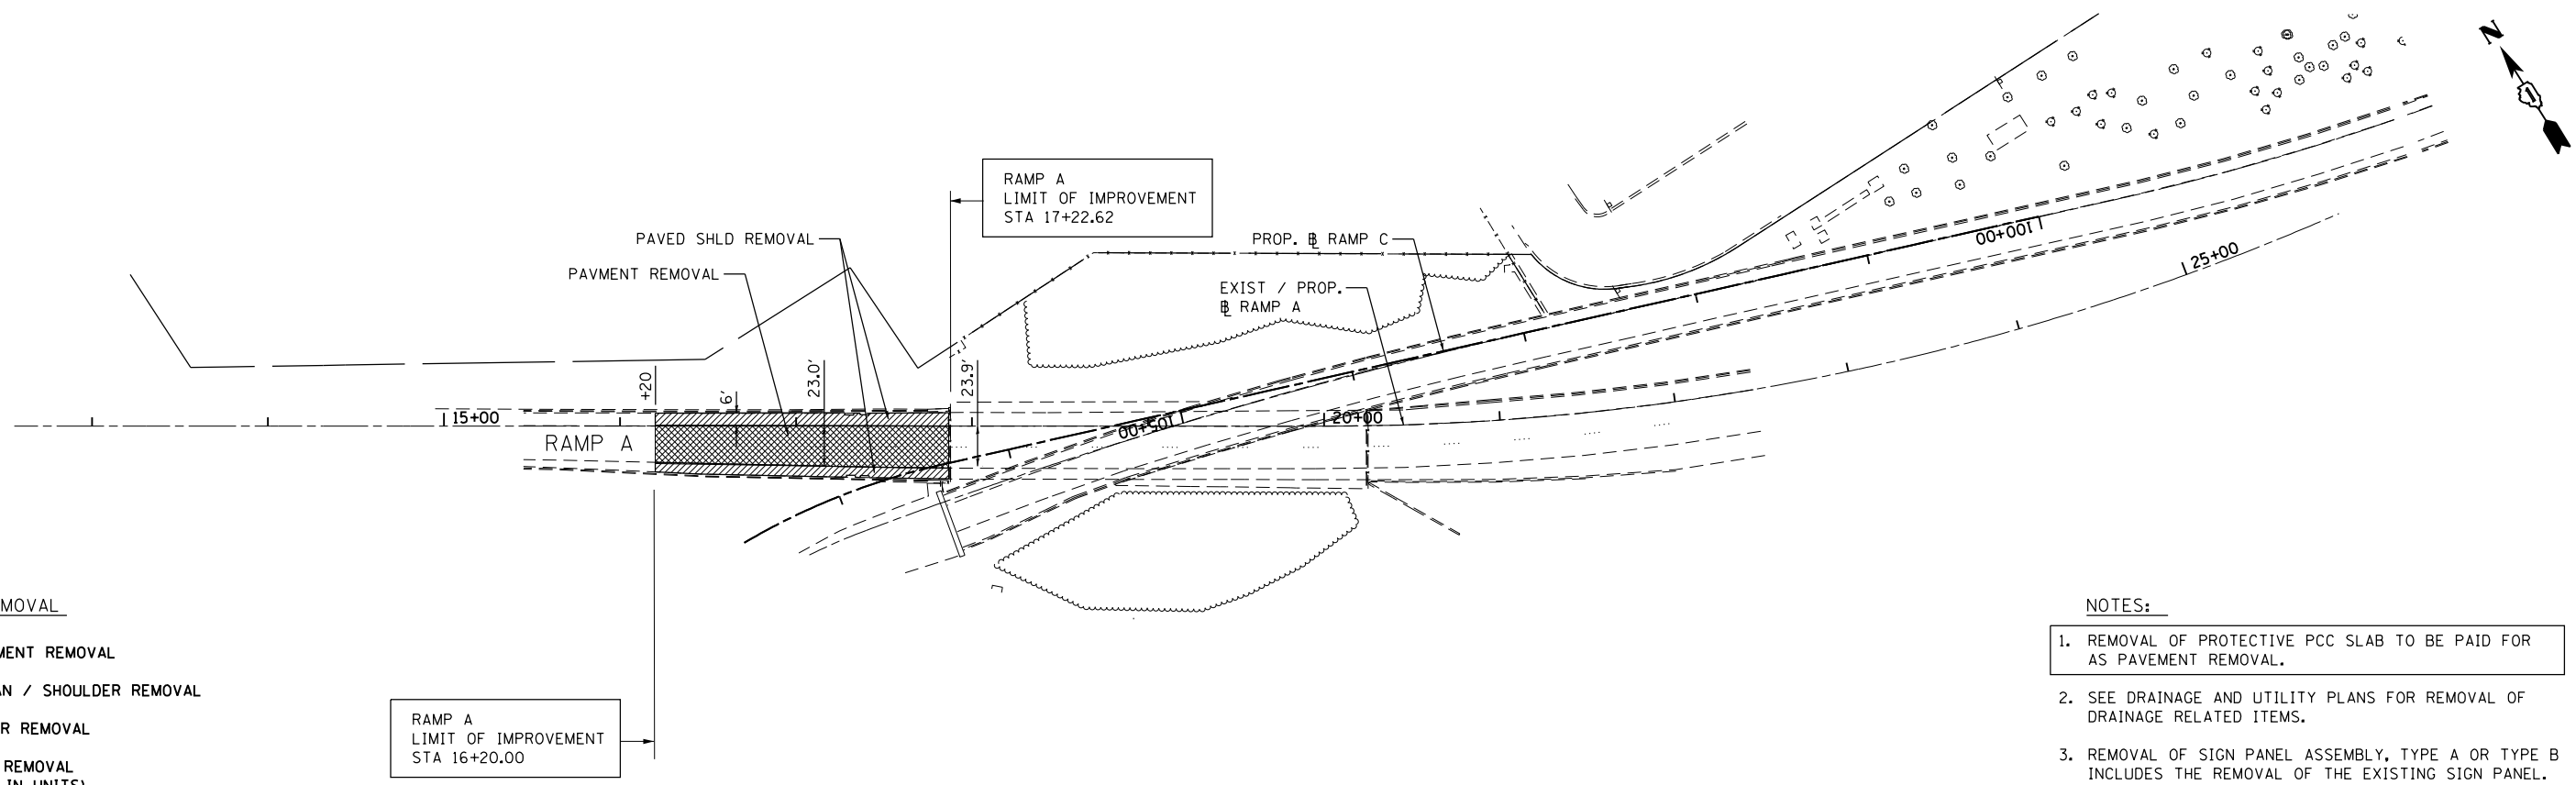 N
RAMP A
LIMIT OF IMPROVEMENT
STA 17+22.62
PAVED SHLD REMOVAL
PAVMENT REMOVAL
PROP. ℄ RAMP C
EXIST / PROP.
℄ RAMP A
100+00
25+00
+20
6'
23.0'
23.9'
15+00
105+00
20+00
RAMP A
MOVAL
MENT REMOVAL
AN / SHOULDER REMOVAL
R REMOVAL
REMOVAL
IN UNITS)
RAMP A
LIMIT OF IMPROVEMENT
STA 16+20.00
NOTES:
1. REMOVAL OF PROTECTIVE PCC SLAB TO BE PAID FOR
AS PAVEMENT REMOVAL.
2. SEE DRAINAGE AND UTILITY PLANS FOR REMOVAL OF
DRAINAGE RELATED ITEMS.
3. REMOVAL OF SIGN PANEL ASSEMBLY, TYPE A OR TYPE B
INCLUDES THE REMOVAL OF THE EXISTING SIGN PANEL.